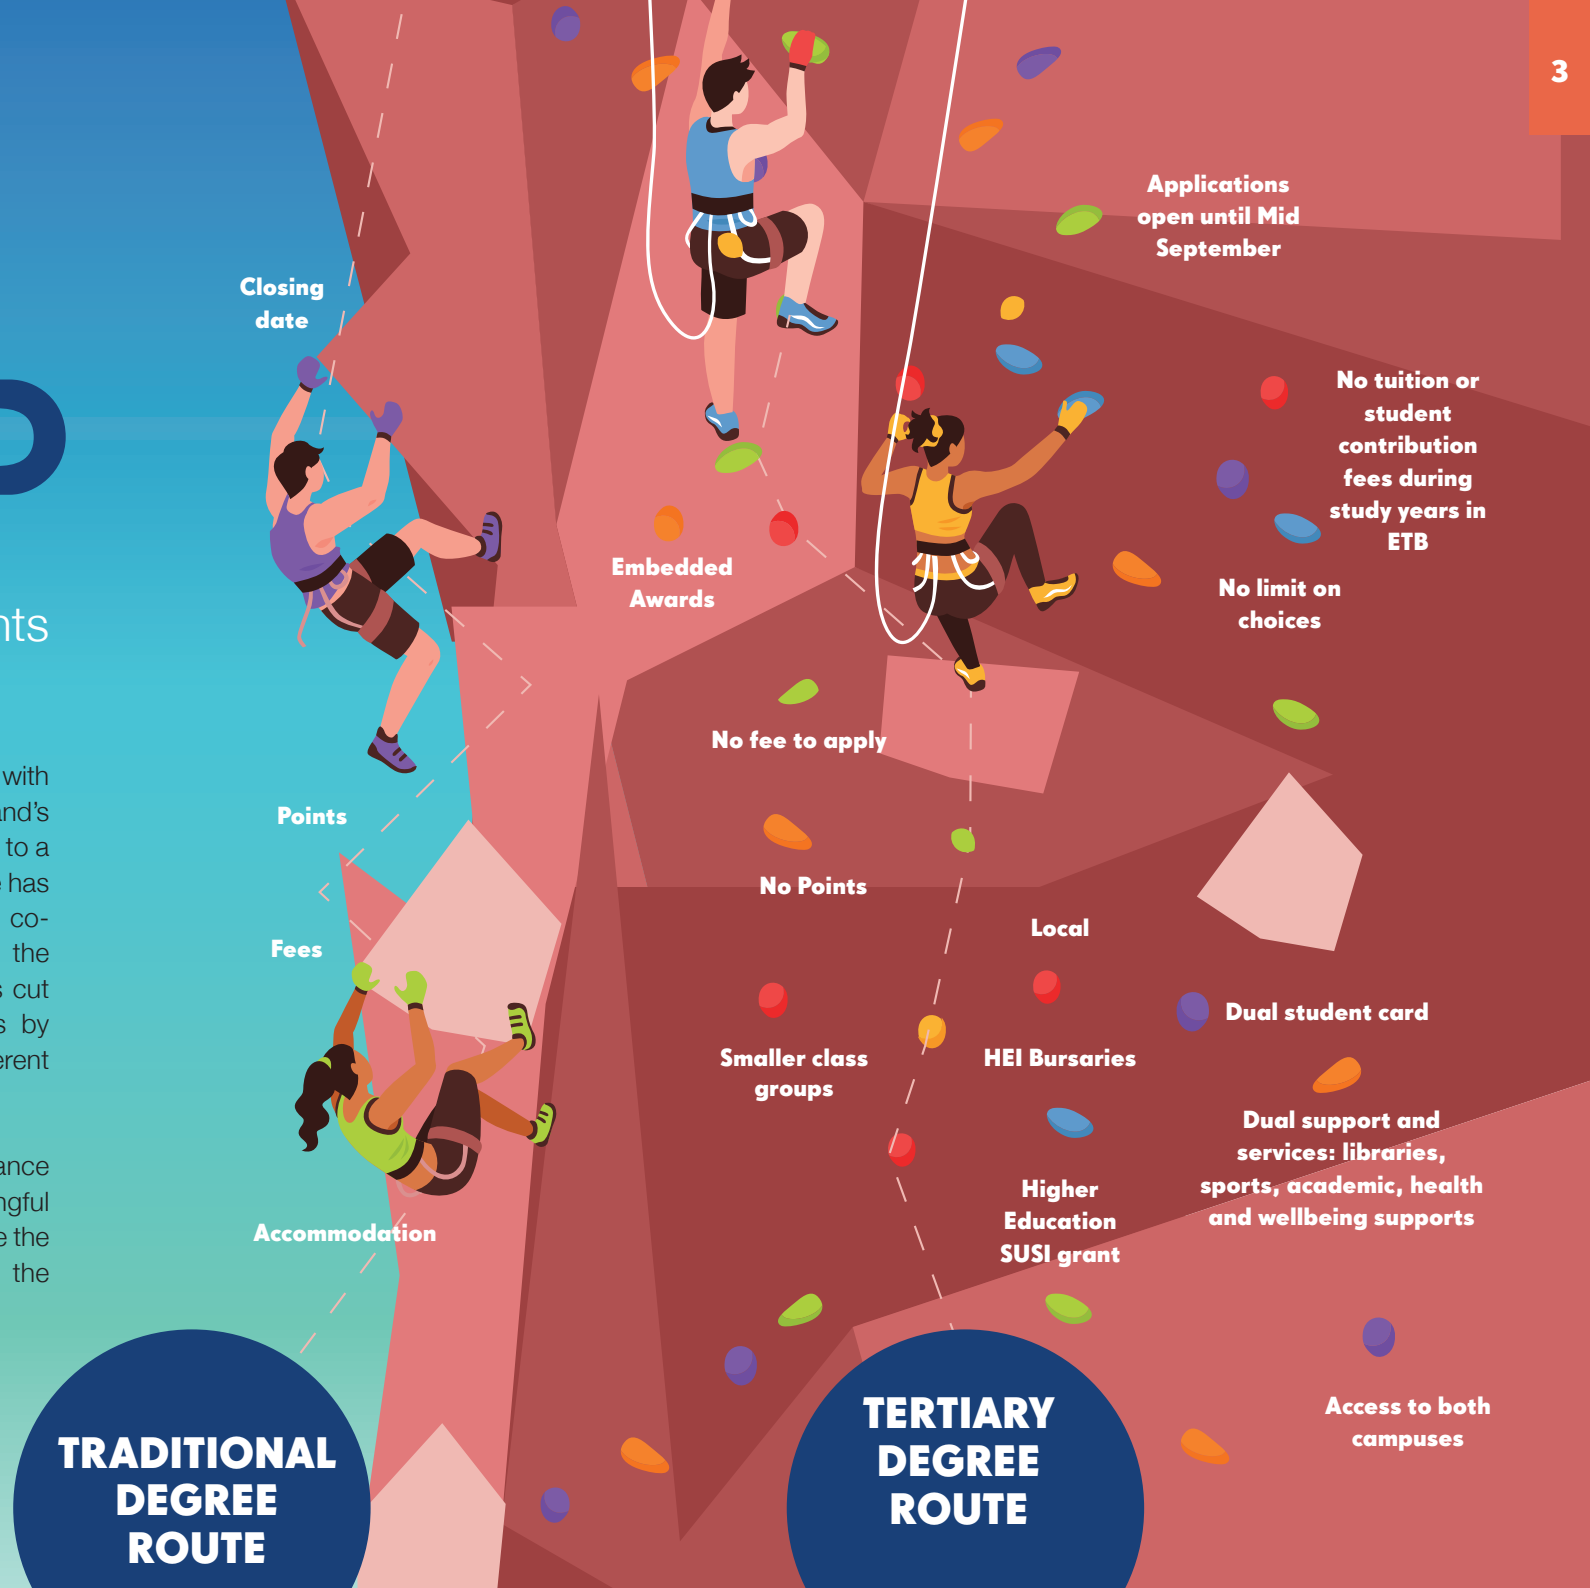 3
Applications
open until Mid
September
Closing
date
No tuition or
student
contribution
fees during
study years in
ETB
Embedded
Awards
No limit on
choices
nts
No fee to apply
with
and's
to a
has
co-
the
cut
s by
erent
Points
No Points
Fees
Local
Smaller class
groups
HEI Bursaries
Dual student card
Dual support and
services: libraries,
sports, academic, health
and wellbeing supports
ance
ngful
e the
the
Higher
Education
SUSI grant
Accommodation
Access to both
campuses
TRADITIONAL
DEGREE
ROUTE
TERTIARY
DEGREE
ROUTE